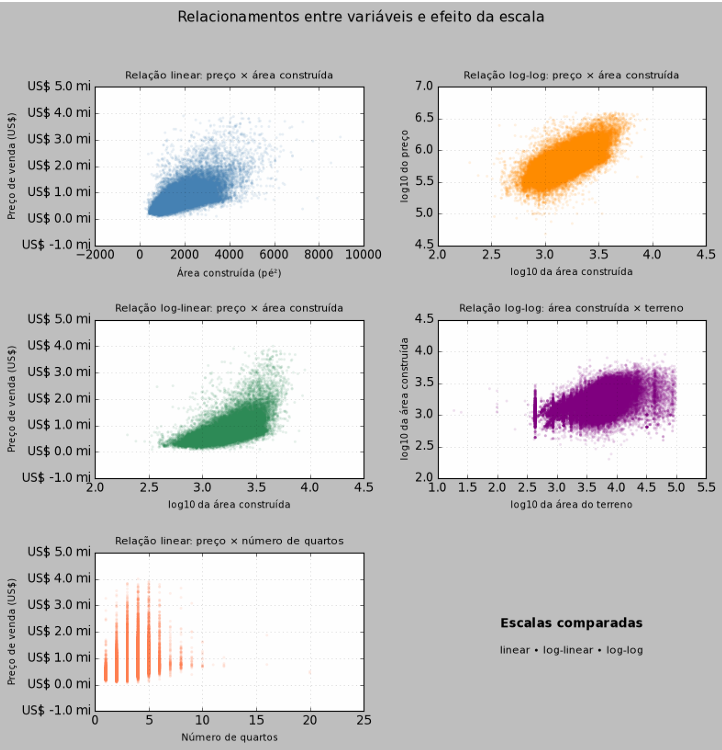 Relacionamentos entre variáveis e efeito da escala
Relação linear: preço × área construída
US$ 5.0 mi
US$ 4.0 mi
US$ 3.0 mi
US$ 2.0 mi
US$ 1.0 mi
US$ 0.0 mi
US$ -1.0 mi
Preço de venda (US$)
−2000 0 2000 4000 6000 8000 10000
Área construída (pé²)
Relação log-log: preço × área construída
7.0
6.5
6.0
5.5
5.0
4.5
log10 do preço
2.0 2.5 3.0 3.5 4.0 4.5
log10 da área construída
Relação log-linear: preço × área construída
US$ 5.0 mi
US$ 4.0 mi
US$ 3.0 mi
US$ 2.0 mi
US$ 1.0 mi
US$ 0.0 mi
US$ -1.0 mi
Preço de venda (US$)
2.0 2.5 3.0 3.5 4.0 4.5
log10 da área construída
Relação log-log: área construída × terreno
4.5
4.0
3.5
3.0
2.5
2.0
log10 da área construída
1.0 1.5 2.0 2.5 3.0 3.5 4.0 4.5 5.0 5.5
log10 da área do terreno
Relação linear: preço × número de quartos
US$ 5.0 mi
US$ 4.0 mi
US$ 3.0 mi
US$ 2.0 mi
US$ 1.0 mi
US$ 0.0 mi
US$ -1.0 mi
Preço de venda (US$)
0 5 10 15 20 25
Número de quartos
Escalas comparadas
linear • log-linear • log-log